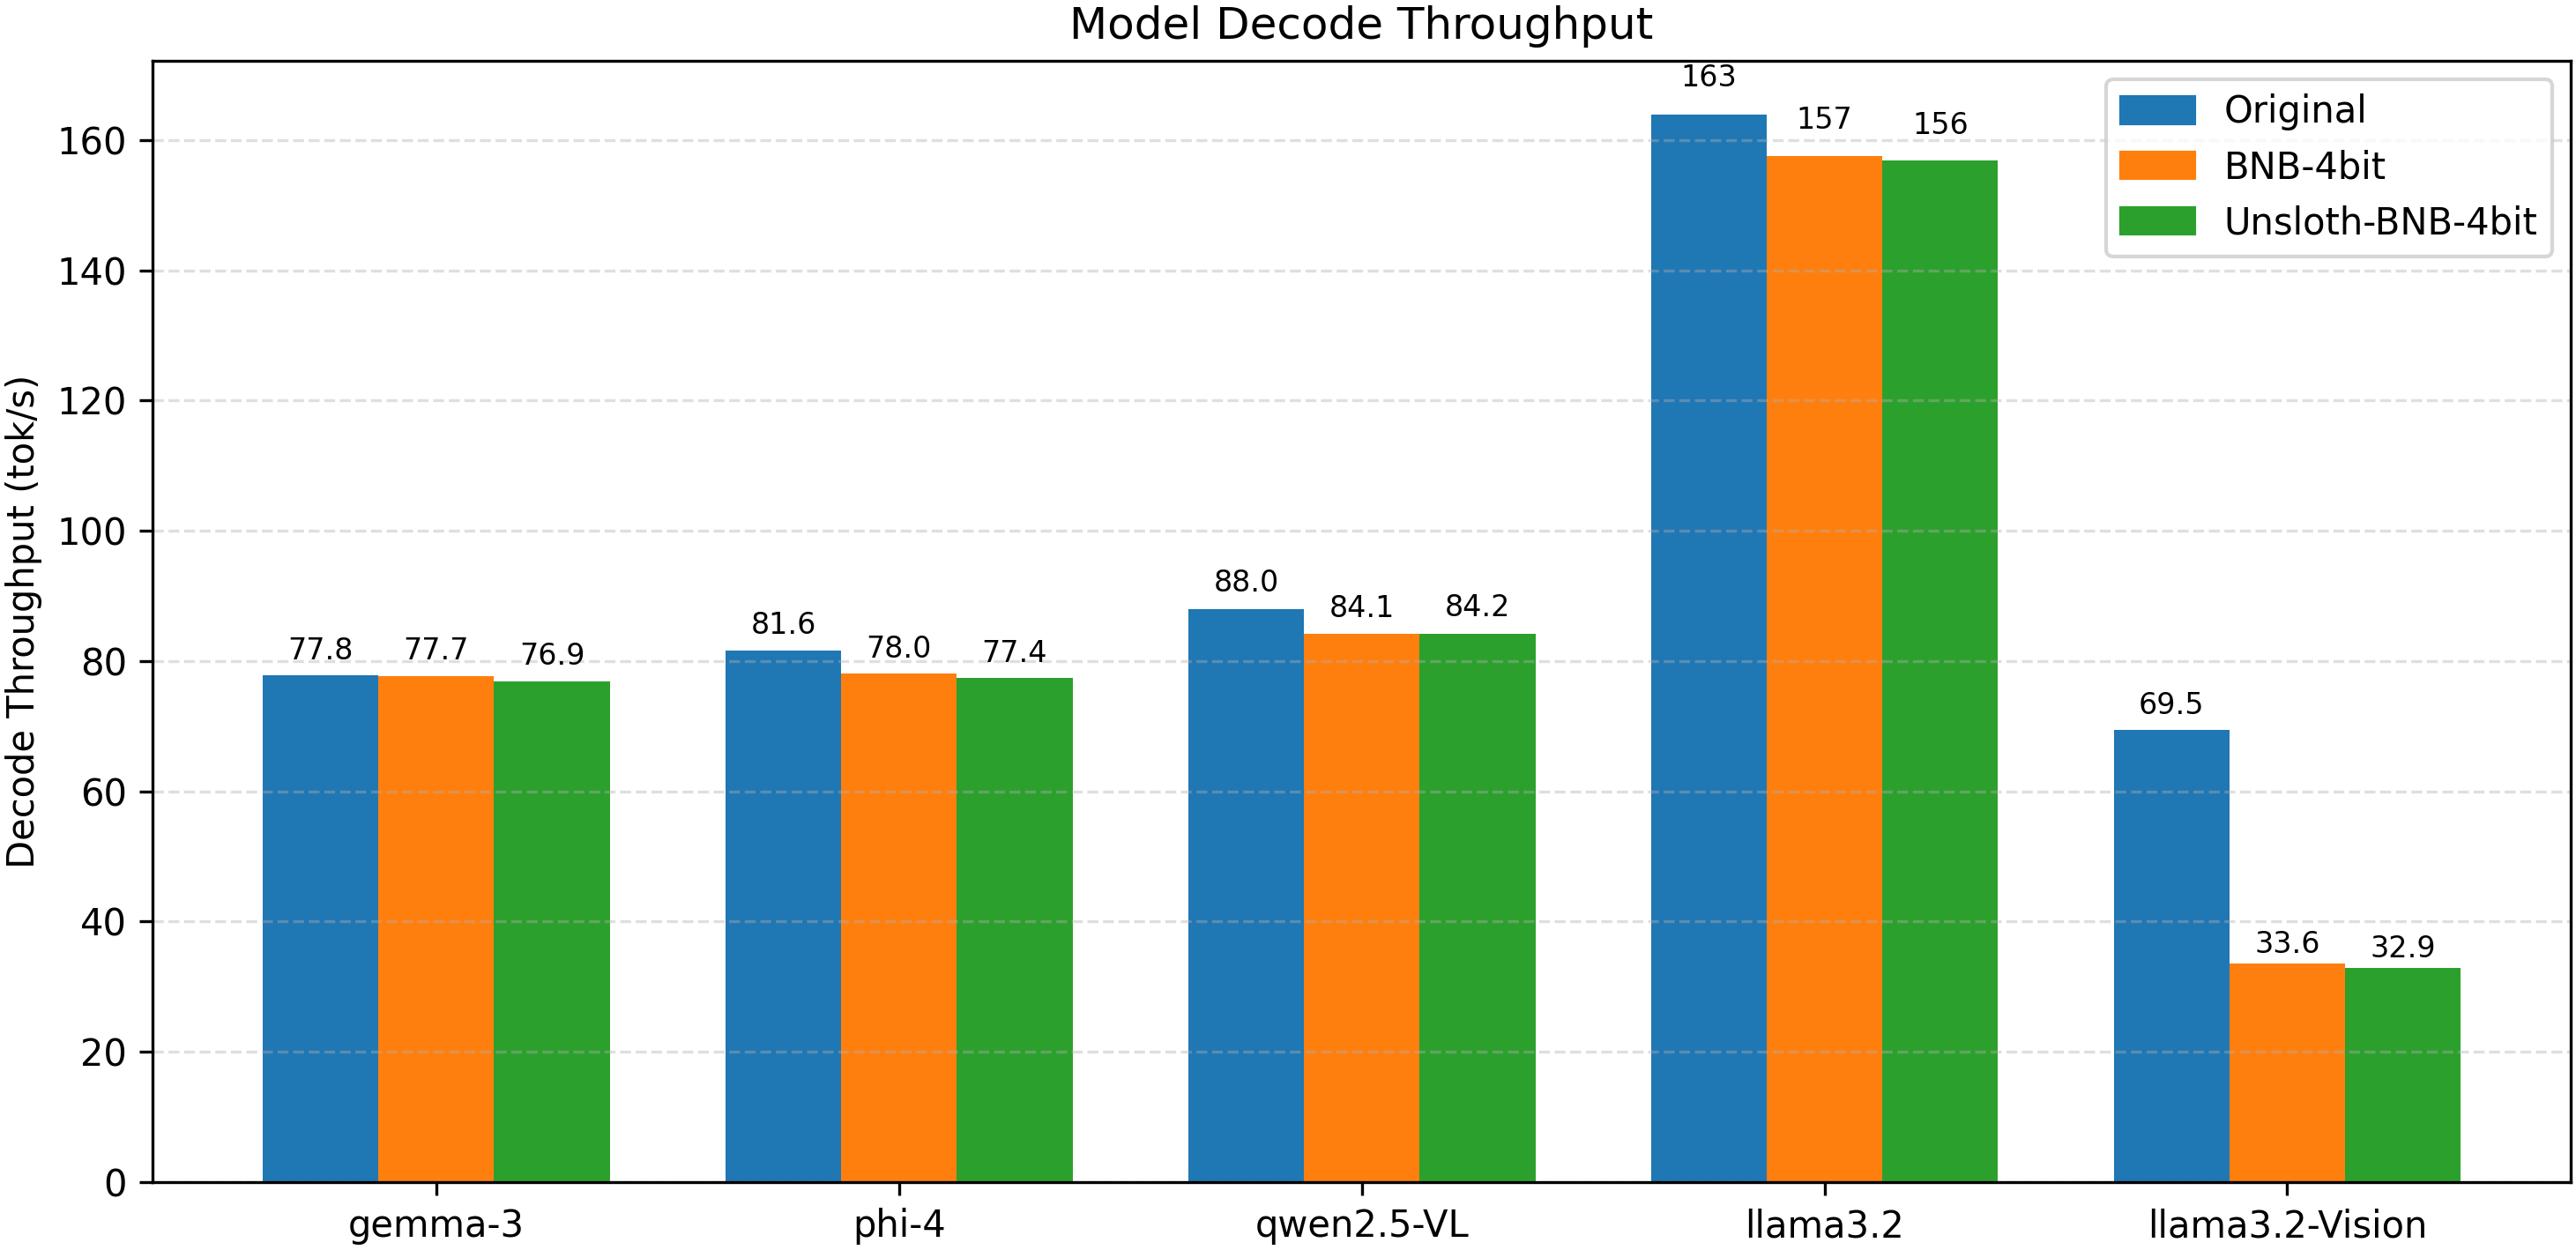 Model Decode Throughput
Decode Throughput (tok/s)
160
140
120
100
80
60
40
20
0
163
157
156
Original
BNB-4bit
Unsloth-BNB-4bit
77.8
77.7
76.9
81.6
78.0
77.4
88.0
84.1
84.2
69.5
33.6
32.9
gemma-3
phi-4
qwen2.5-VL
llama3.2
llama3.2-Vision